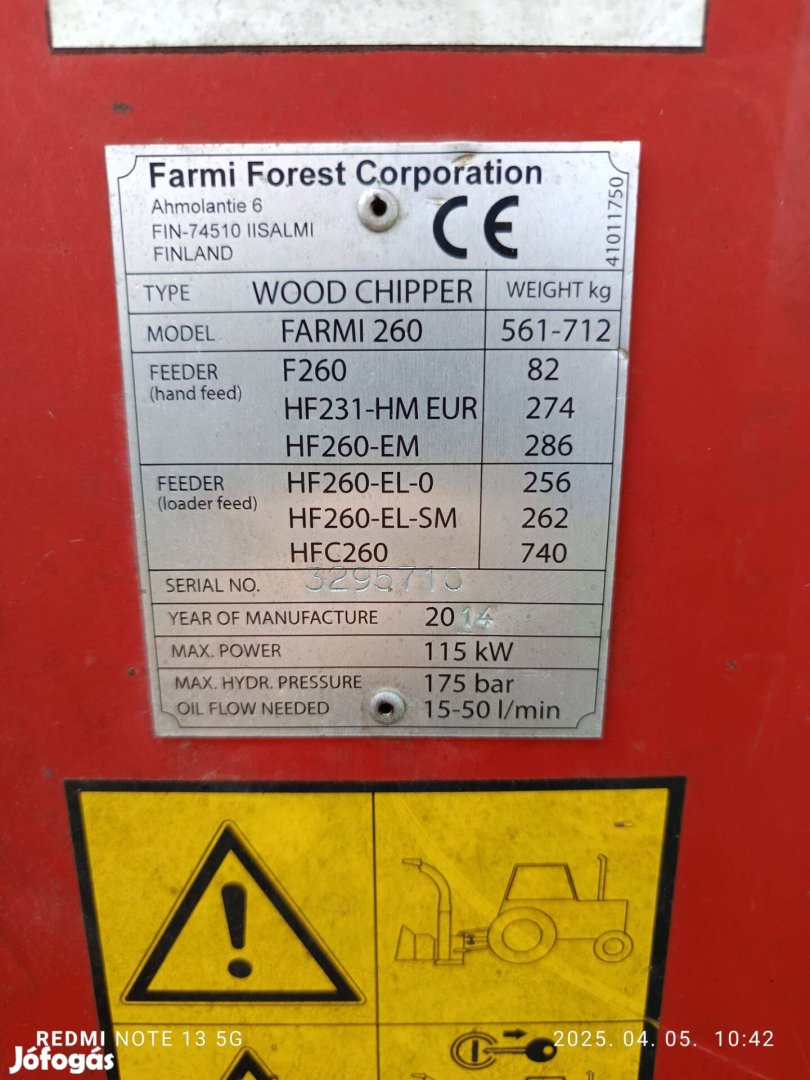 Farmi Forest Corporation
Ahmolantie 6
FIN-74510 IISALMI
FINLAND
CE
41011750
TYPE WOOD CHIPPER WEIGHT kg
MODEL FARMI 260 561-712
FEEDER F260 82
(hand feed)
HF231-HM EUR 274
HF260-EM 286
FEEDER HF260-EL-0 256
(loader feed)
HF260-EL-SM 262
HFC260 740
SERIAL NO. 3295710
YEAR OF MANUFACTURE 2014
MAX. POWER 115 kW
MAX. HYDR. PRESSURE 175 bar
OIL FLOW NEEDED 15-50 l/min
REDMI NOTE 13 5G 2025. 04. 05. 10:42
Jófogás